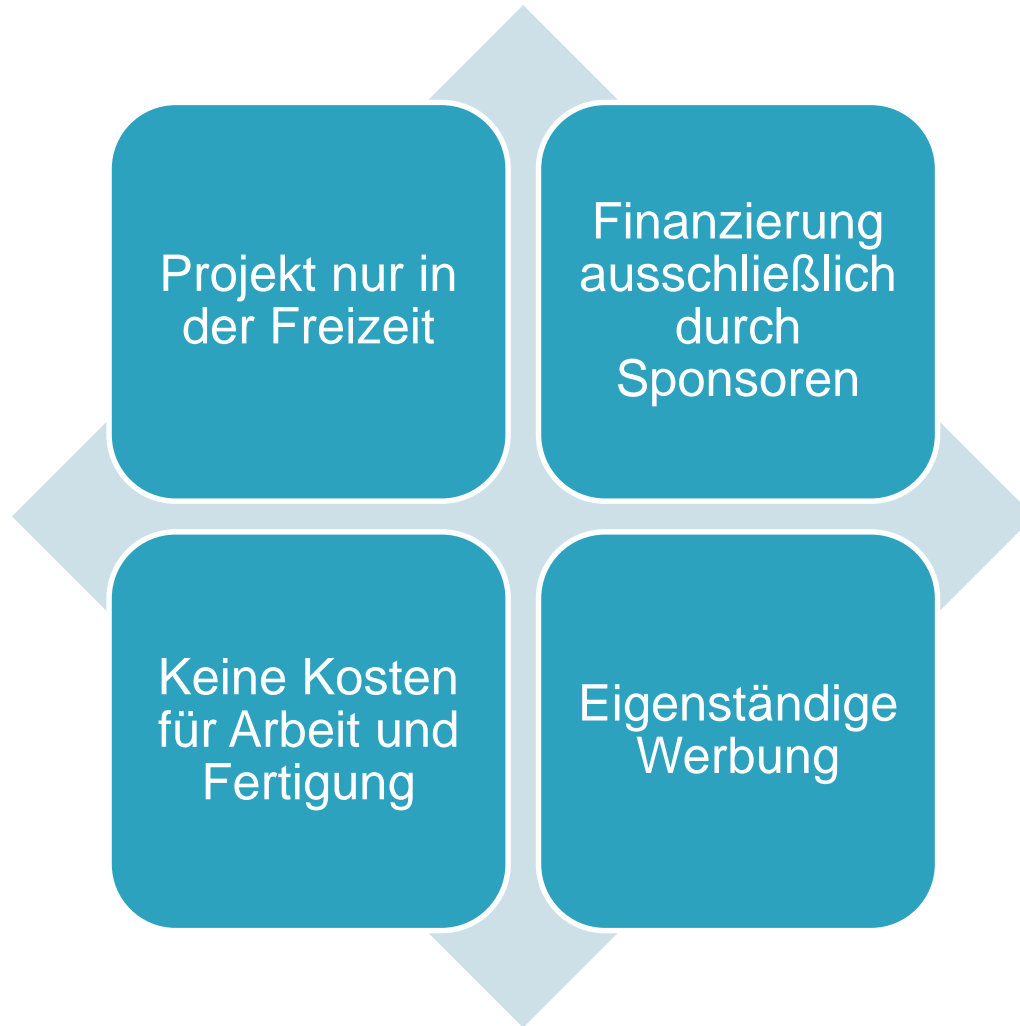 Projekt nur in
der Freizeit
Finanzierung
ausschließlich
durch
Sponsoren
Keine Kosten
für Arbeit und
Fertigung
Eigenständige
Werbung